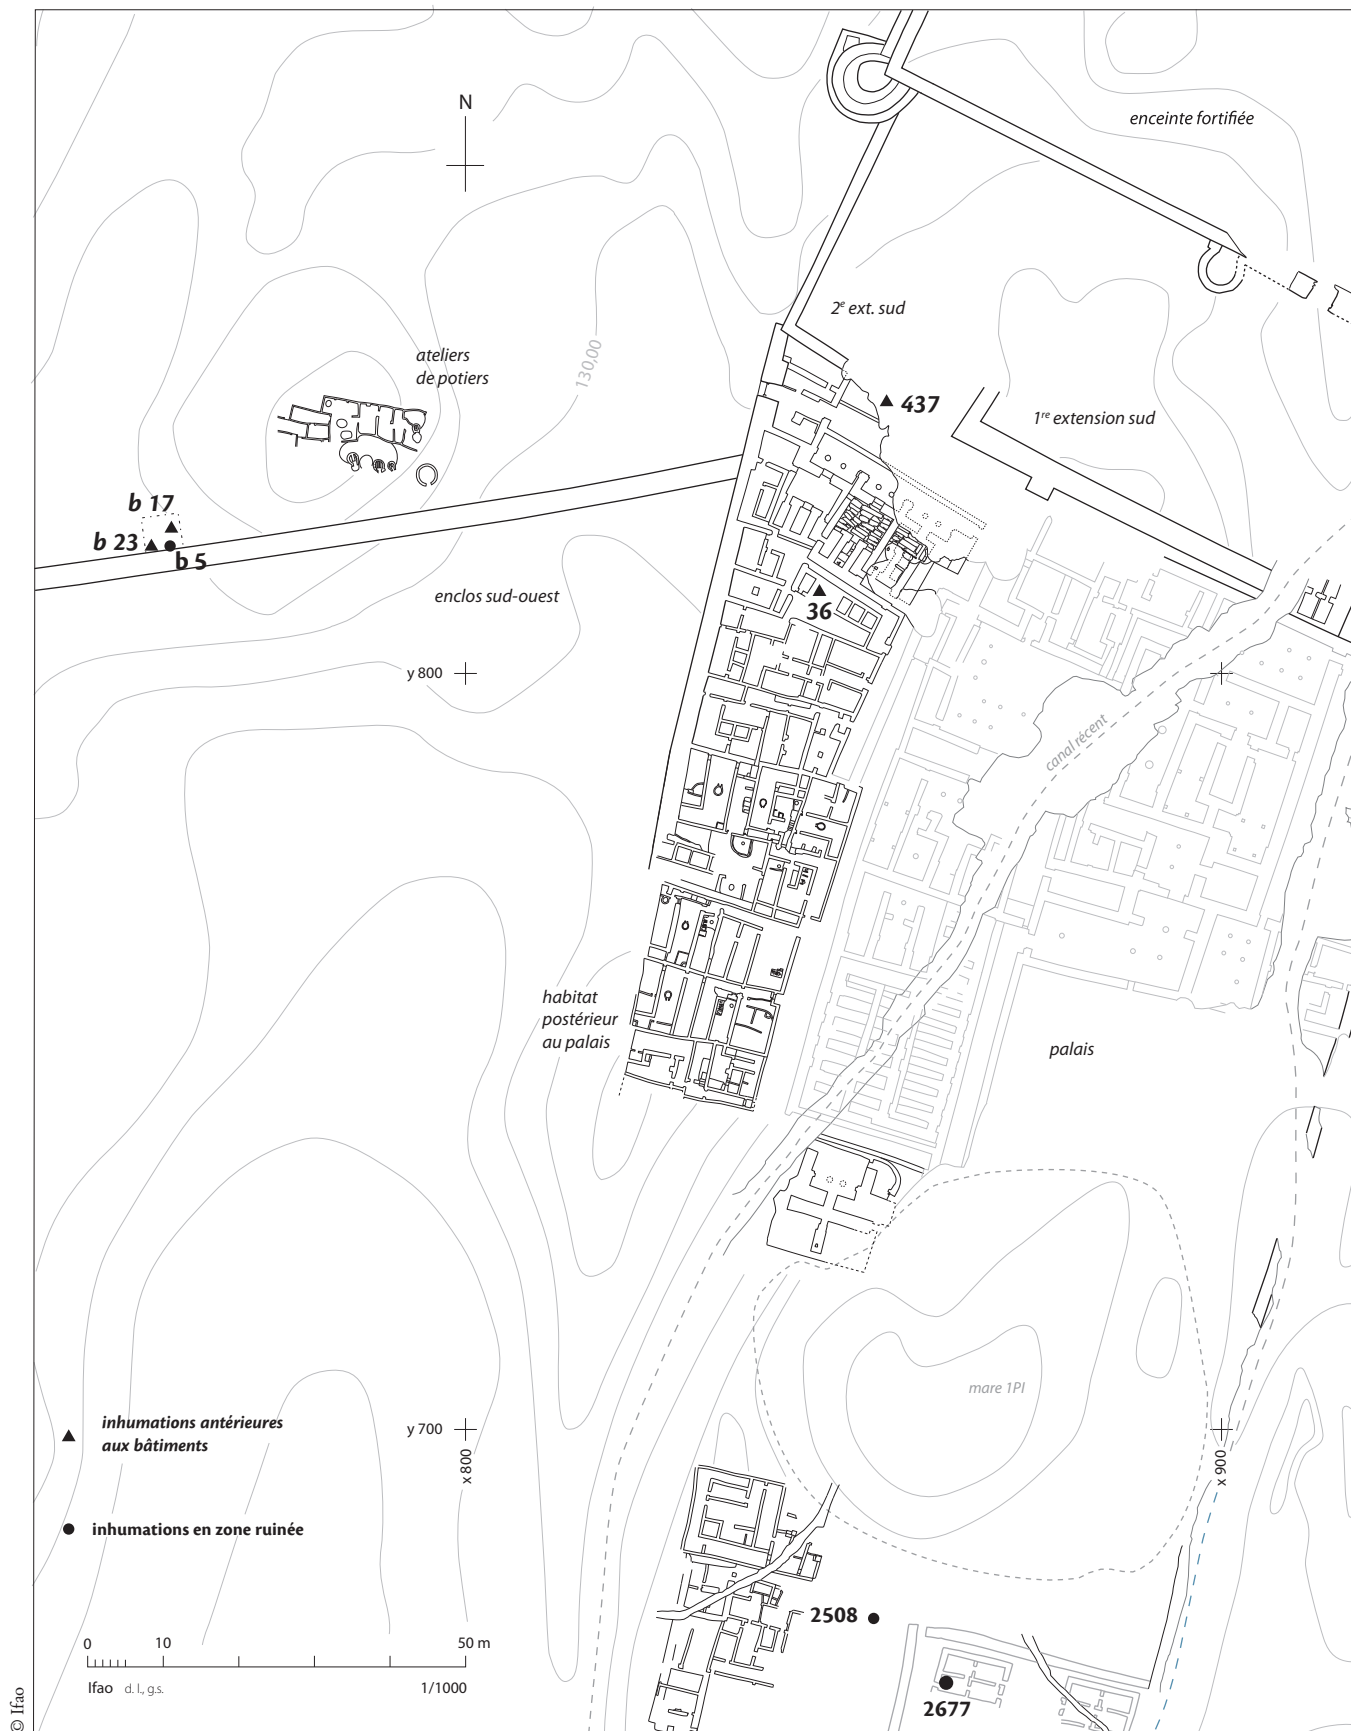 N
enceinte fortifiée
2e ext. sud
ateliers
de potiers
130,00
437
1re extension sud
b 17
b 23
b 5
enclos sud-ouest
36
y 800
canal récent
habitat
postérieur
au palais
palais
mare 1PI
inhumations antérieures
aux bâtiments
y 700
x 800
x 900
inhumations en zone ruinée
2508
0 10 50 m
Ifao d. l., g.s. 1/1000
2677
© Ifao